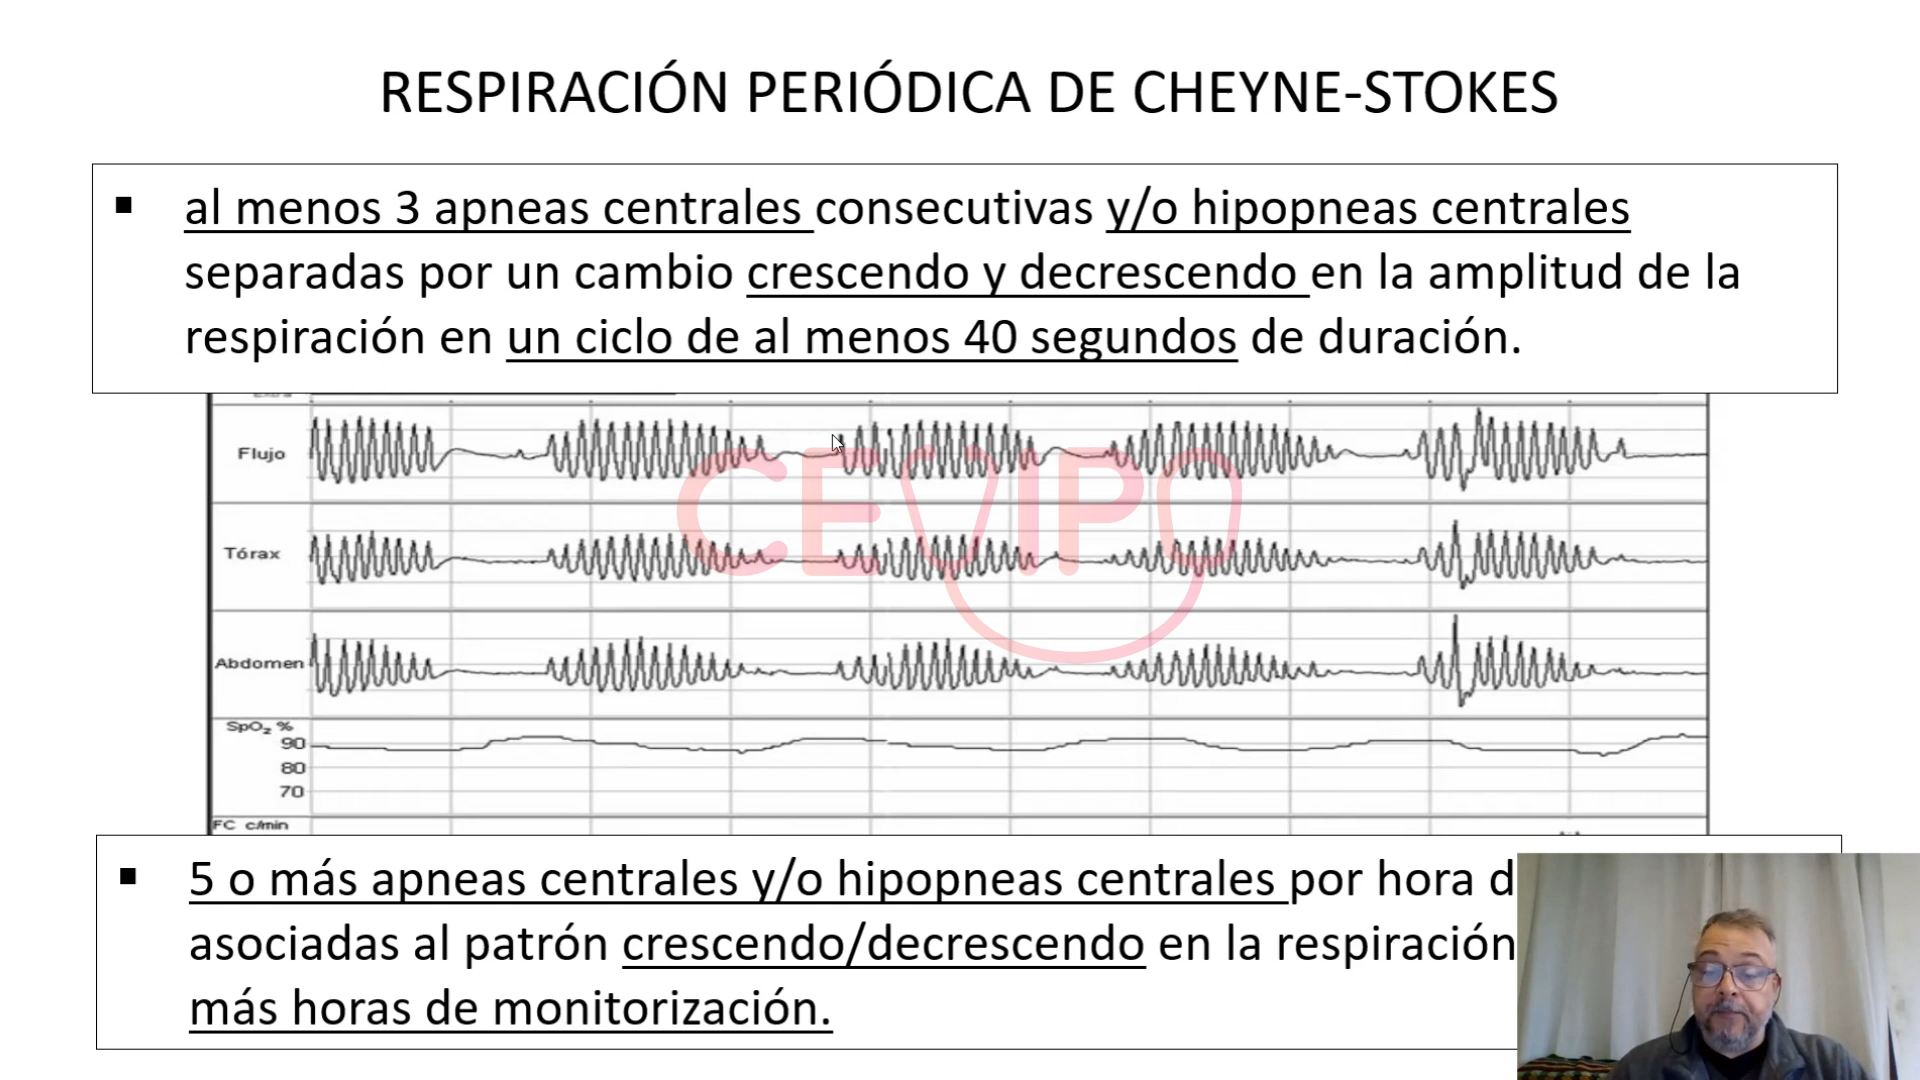 RESPIRACIÓN PERIÓDICA DE CHEYNE-STOKES
▪ al menos 3 apneas centrales consecutivas y/o hipopneas centrales
separadas por un cambio crescendo y decrescendo en la amplitud de la
respiración en un ciclo de al menos 40 segundos de duración.
Flujo
CEVIPO
Tórax
Abdomen
SpO₂ %
90
80
70
FC c/min
▪ 5 o más apneas centrales y/o hipopneas centrales por hora d
asociadas al patrón crescendo/decrescendo en la respiración
más horas de monitorización.